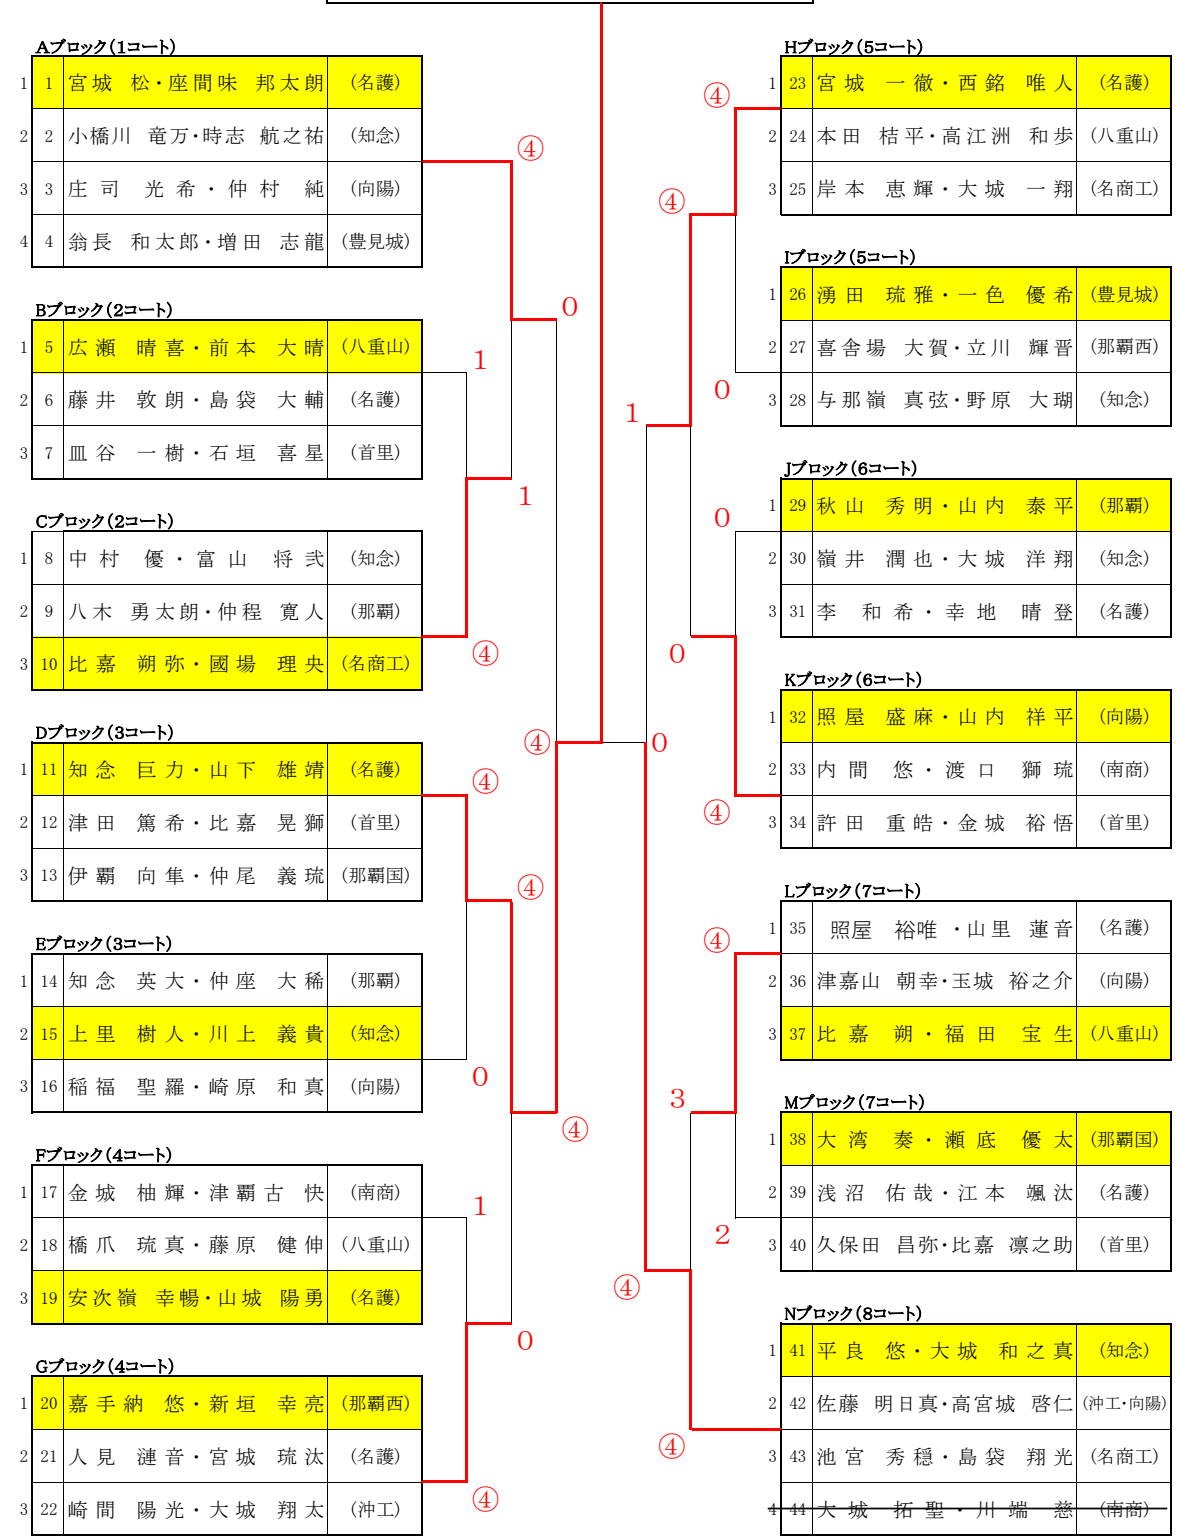 Aブロック(1コート)
1 1 宮城 松・座間味 邦太朗 (名護)
2 2 小橋川 竜万・時志 航之祐 (知念)
3 3 庄司 光希・仲村 純 (向陽)
4 4 翁長 和太郎・増田 志龍 (豊見城)
④
0
Bブロック(2コート)
1 5 広瀬 晴喜・前本 大晴 (八重山)
2 6 藤井 敦朗・島袋 大輔 (名護)
3 7 皿谷 一樹・石垣 喜星 (首里)
1
1
Cブロック(2コート)
1 8 中村 優・富山 将弐 (知念)
2 9 八木 勇太朗・仲程 寛人 (那覇)
3 10 比嘉 朔弥・國場 理央 (名商工)
④
Dブロック(3コート)
1 11 知念 巨力・山下 雄靖 (名護)
2 12 津田 篤希・比嘉 晃獅 (首里)
3 13 伊覇 向隼・仲尾 義琉 (那覇国)
④
④
④
Eブロック(3コート)
1 14 知念 英大・仲座 大稀 (那覇)
2 15 上里 樹人・川上 義貴 (知念)
3 16 稲福 聖羅・崎原 和真 (向陽)
0
④
Fブロック(4コート)
1 17 金城 柚輝・津覇古 快 (南商)
2 18 橋爪 琉真・藤原 健伸 (八重山)
3 19 安次嶺 幸暢・山城 陽勇 (名護)
1
0
Gブロック(4コート)
1 20 嘉手納 悠・新垣 幸亮 (那覇西)
2 21 人見 漣音・宮城 琉汰 (名護)
3 22 崎間 陽光・大城 翔太 (沖工)
④
Hブロック(5コート)
1 23 宮城 一徹・西銘 唯人 (名護)
2 24 本田 桔平・高江洲 和歩 (八重山)
3 25 岸本 恵輝・大城 一翔 (名商工)
④
④
Iブロック(5コート)
1 26 湧田 琉雅・一色 優希 (豊見城)
2 27 喜舎場 大賀・立川 輝晋 (那覇西)
3 28 与那嶺 真弦・野原 大瑚 (知念)
0
1
Jブロック(6コート)
1 29 秋山 秀明・山内 泰平 (那覇)
2 30 嶺井 潤也・大城 洋翔 (知念)
3 31 李 和希・幸地 晴登 (名護)
0
0
Kブロック(6コート)
1 32 照屋 盛麻・山内 祥平 (向陽)
2 33 内間 悠・渡口 獅琉 (南商)
3 34 許田 重皓・金城 裕悟 (首里)
0
④
Lブロック(7コート)
1 35 照屋 裕唯・山里 蓮音 (名護)
2 36 津嘉山 朝幸・玉城 裕之介 (向陽)
3 37 比嘉 朔・福田 宝生 (八重山)
④
3
Mブロック(7コート)
1 38 大湾 奏・瀬底 優太 (那覇国)
2 39 浅沼 佑哉・江本 颯汰 (名護)
3 40 久保田 昌弥・比嘉 凛之助 (首里)
2
④
Nブロック(8コート)
1 41 平良 悠・大城 和之真 (知念)
2 42 佐藤 明日真・高宮城 啓仁 (沖工・向陽)
3 43 池宮 秀穏・島袋 翔光 (名商工)
4 44 大城 拓聖・川端 慈 (南商)
④